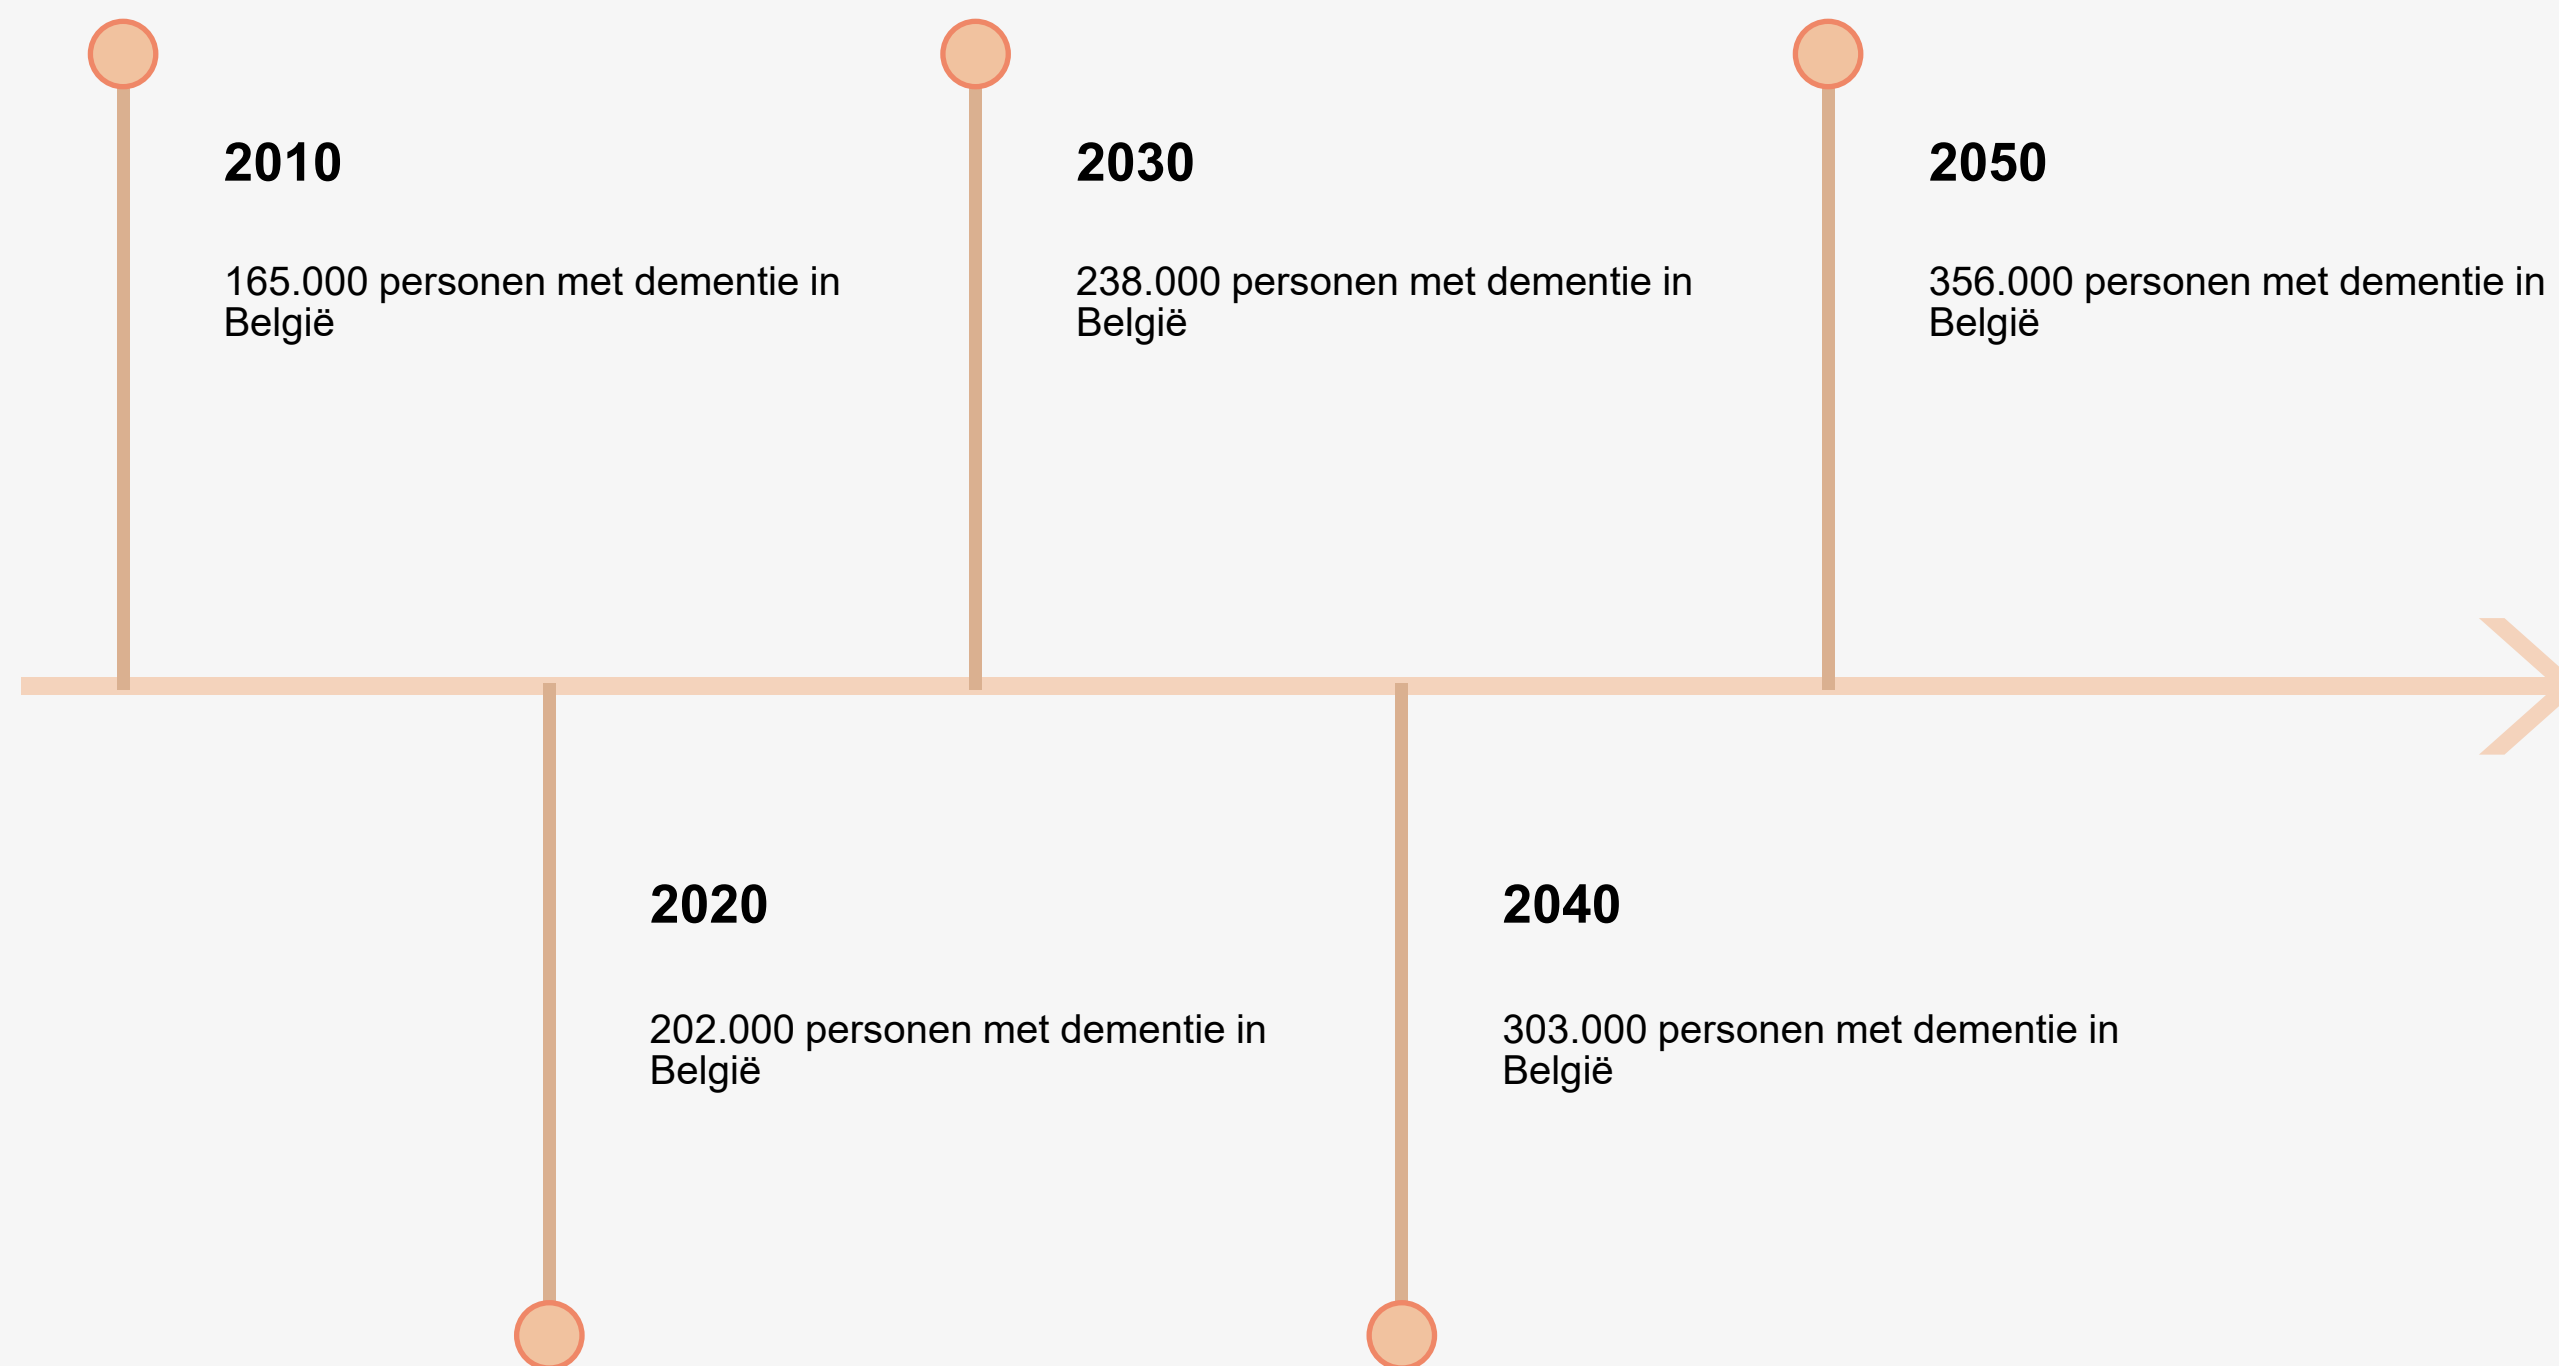 2010
165.000 personen met dementie in
België
2020
202.000 personen met dementie in
België
2030
238.000 personen met dementie in
België
2040
303.000 personen met dementie in
België
2050
356.000 personen met dementie in
België